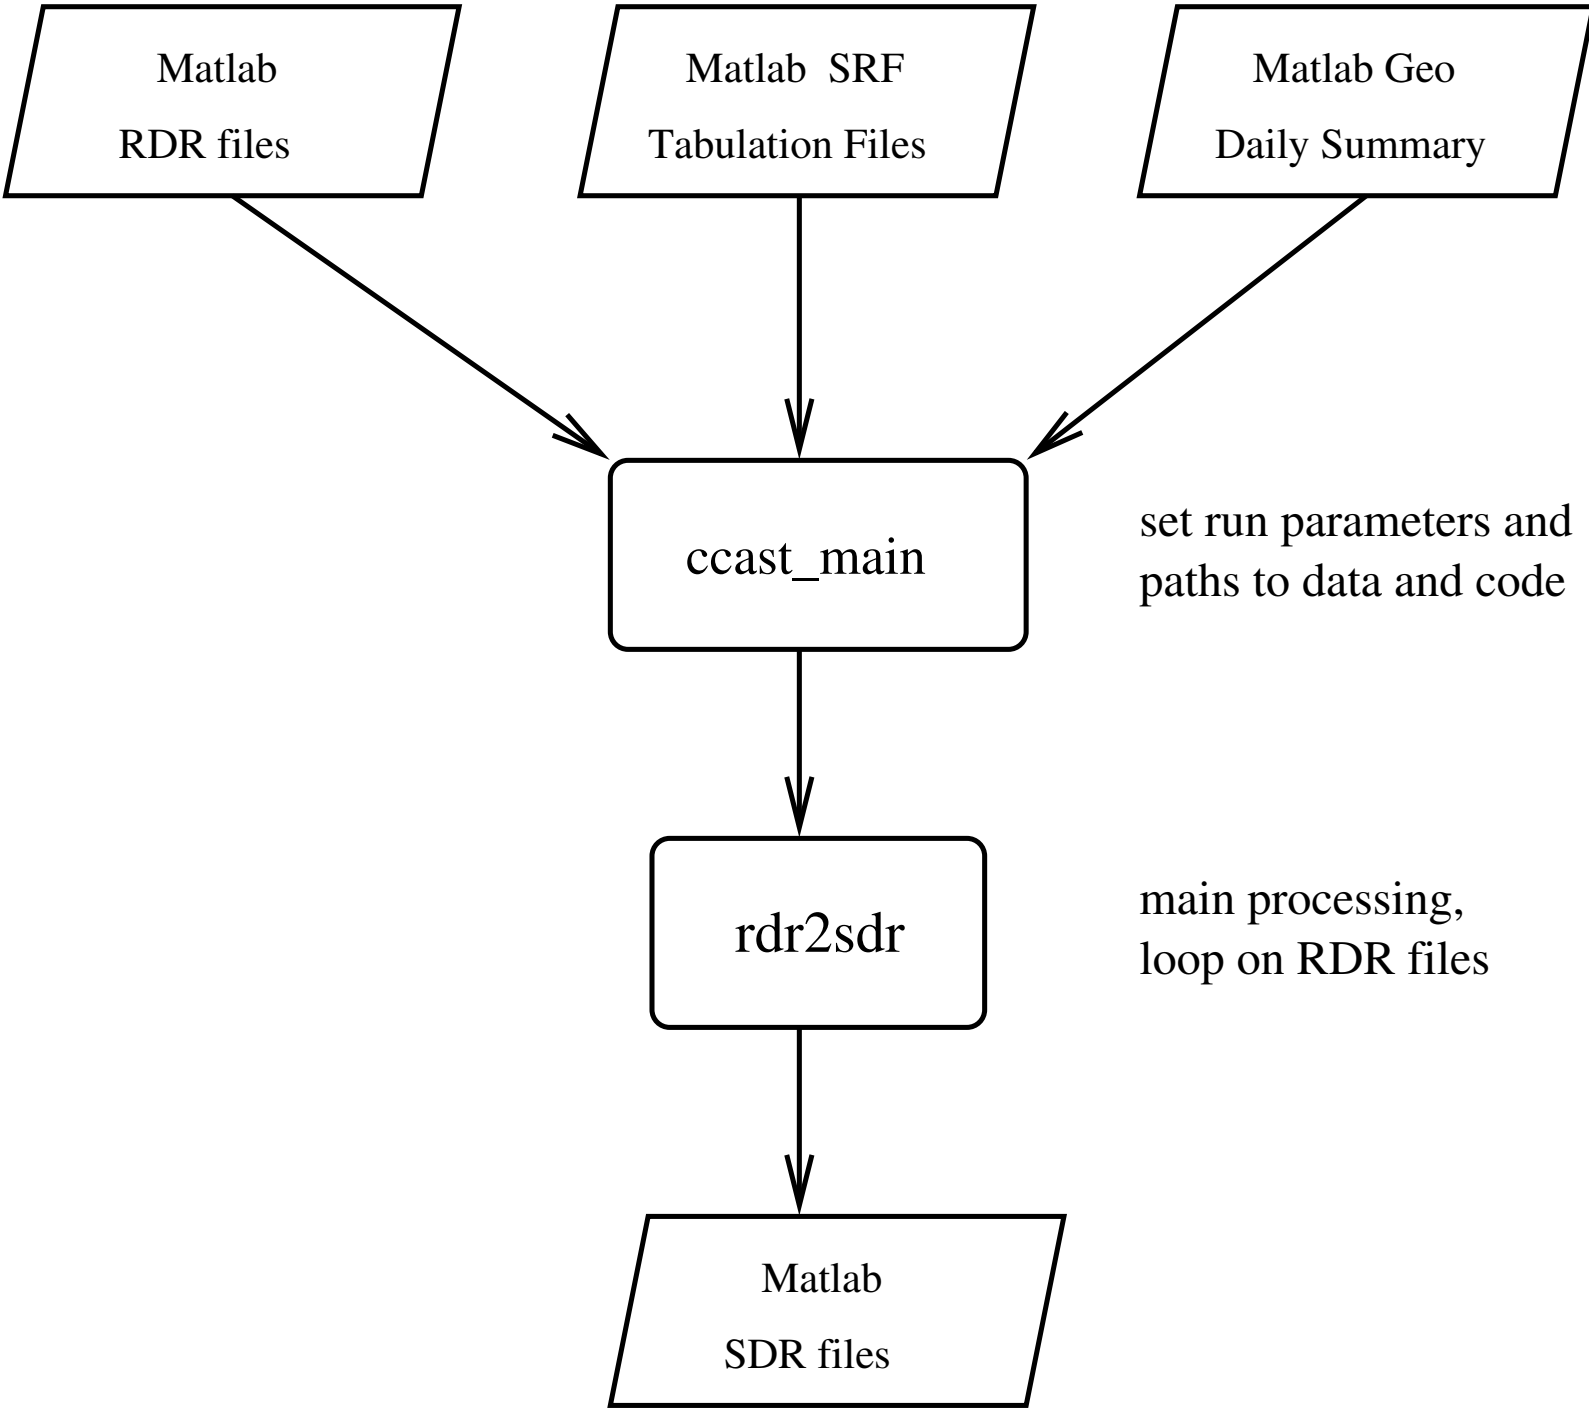 Matlab
RDR files
Matlab  SRF
Tabulation Files
Matlab Geo
Daily Summary
ccast_main
set run parameters and
paths to data and code
rdr2sdr
main processing,
loop on RDR files
Matlab
SDR files